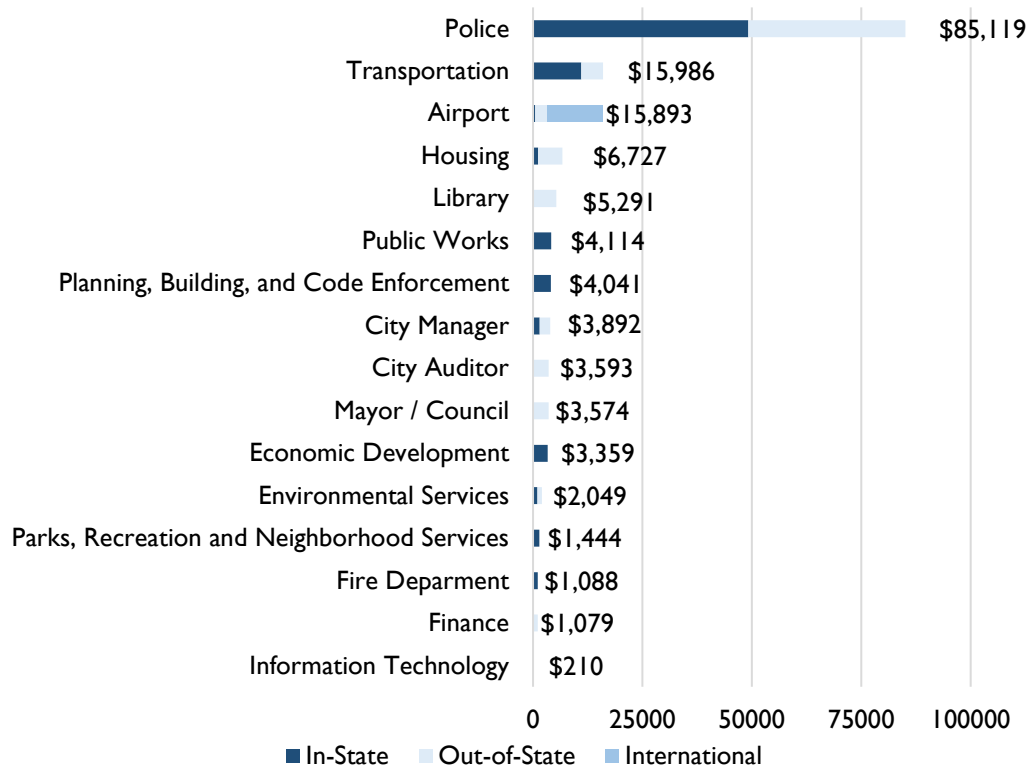 Police $85,119
Transportation $15,986
Airport $15,893
Housing $6,727
Library $5,291
Public Works $4,114
Planning, Building, and Code Enforcement $4,041
City Manager $3,892
City Auditor $3,593
Mayor / Council $3,574
Economic Development $3,359
Environmental Services $2,049
Parks, Recreation and Neighborhood Services $1,444
Fire Deparment $1,088
Finance $1,079
Information Technology $210
0 25000 50000 75000 100000
In-State Out-of-State International